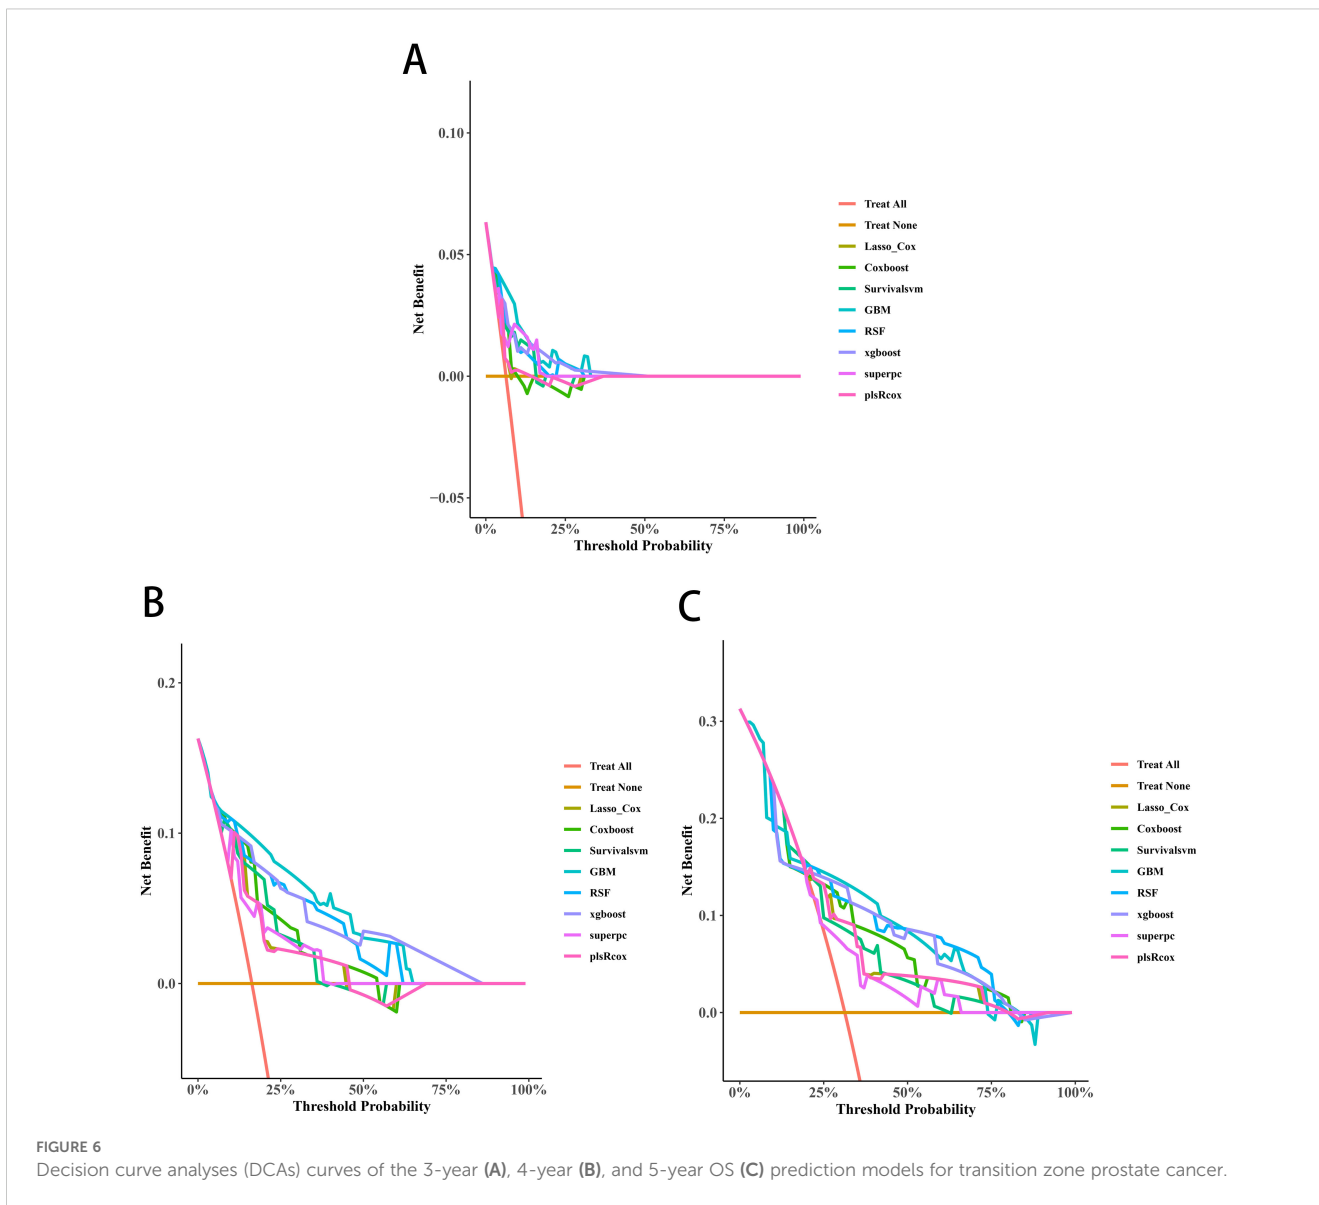 A
0.10
0.05
0.00
−0.05
Net Benefit
0%
25%
50%
75%
100%
Threshold Probability
Treat All
Treat None
Lasso_Cox
Coxboost
Survivalsvm
GBM
RSF
xgboost
superpc
plsRcox
B
0.2
0.1
0.0
Net Benefit
0%
25%
50%
75%
100%
Threshold Probability
Treat All
Treat None
Lasso_Cox
Coxboost
Survivalsvm
GBM
RSF
xgboost
superpc
plsRcox
C
0.3
0.2
0.1
0.0
Net Benefit
0%
25%
50%
75%
100%
Threshold Probability
Treat All
Treat None
Lasso_Cox
Coxboost
Survivalsvm
GBM
RSF
xgboost
superpc
plsRcox
FIGURE 6
Decision curve analyses (DCAs) curves of the 3-year (A), 4-year (B), and 5-year OS (C) prediction models for transition zone prostate cancer.